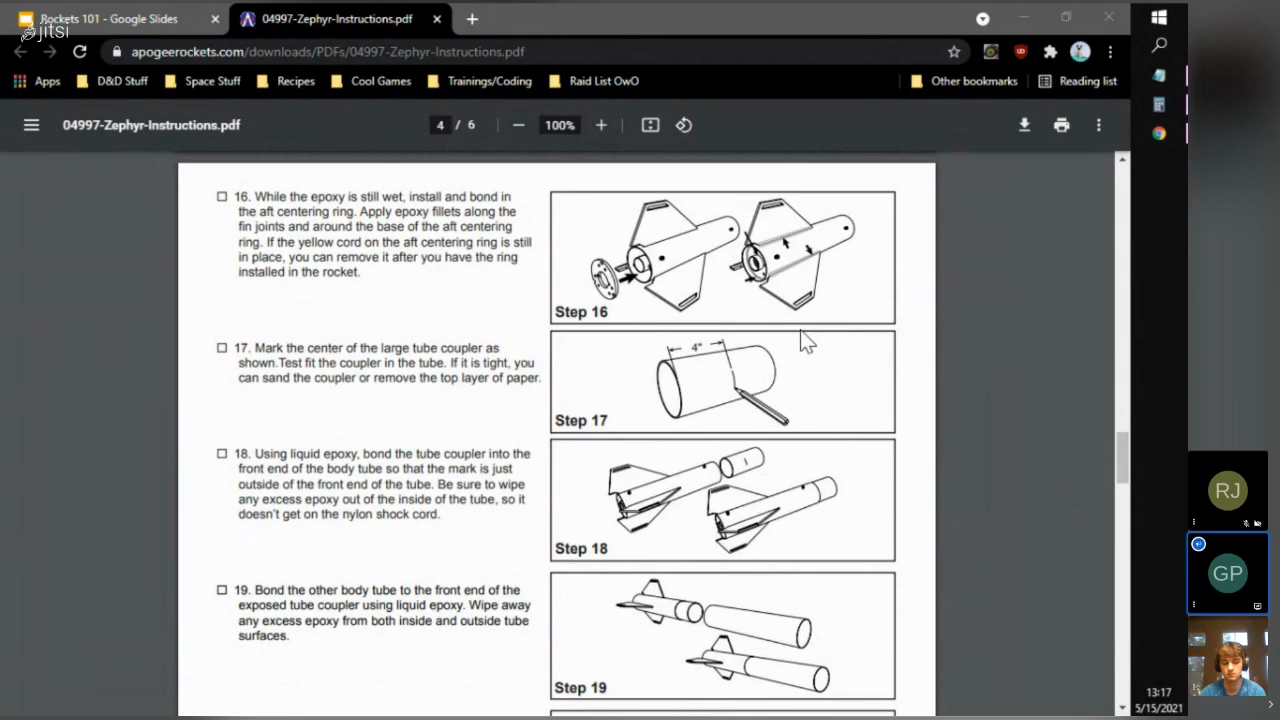 Rockets 101 - Google Slides
04997-Zephyr-Instructions.pdf
jitsi
apogeerockets.com/downloads/PDFs/04997-Zephyr-Instructions.pdf
Apps
D&D Stuff
Space Stuff
Recipes
Cool Games
Trainings/Coding
Raid List OwO
Other bookmarks
Reading list
04997-Zephyr-Instructions.pdf
4 / 6
100%
16. While the epoxy is still wet, install and bond in
the aft centering ring. Apply epoxy fillets along the
fin joints and around the base of the aft centering
ring. If the yellow cord on the aft centering ring is still
in place, you can remove it after you have the ring
installed in the rocket.
Step 16
17. Mark the center of the large tube coupler as
shown.Test fit the coupler in the tube. If it is tight, you
can sand the coupler or remove the top layer of paper.
4"
Step 17
18. Using liquid epoxy, bond the tube coupler into the
front end of the body tube so that the mark is just
outside of the front end of the tube. Be sure to wipe
any excess epoxy out of the inside of the tube, so it
doesn't get on the nylon shock cord.
Step 18
19. Bond the other body tube to the front end of the
exposed tube coupler using liquid epoxy. Wipe away
any excess epoxy from both inside and outside tube
surfaces.
Step 19
RJ
GP
13:17
5/15/2021